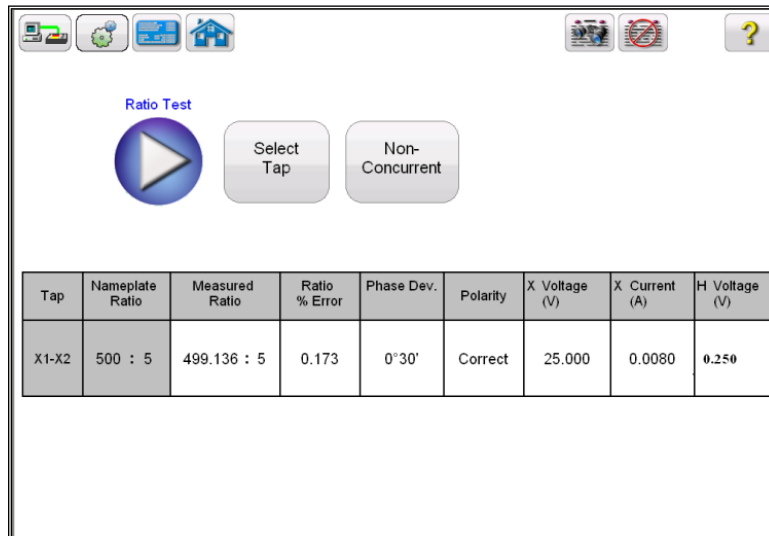 ?
Ratio Test
Select
Tap
Non-
Concurrent
Tap
Nameplate
Ratio
Measured
Ratio
Ratio
% Error
Phase Dev.
Polarity
X Voltage
(V)
X Current
(A)
H Voltage
(V)
X1-X2
500 : 5
499.136 : 5
0.173
0°30'
Correct
25.000
0.0080
0.250